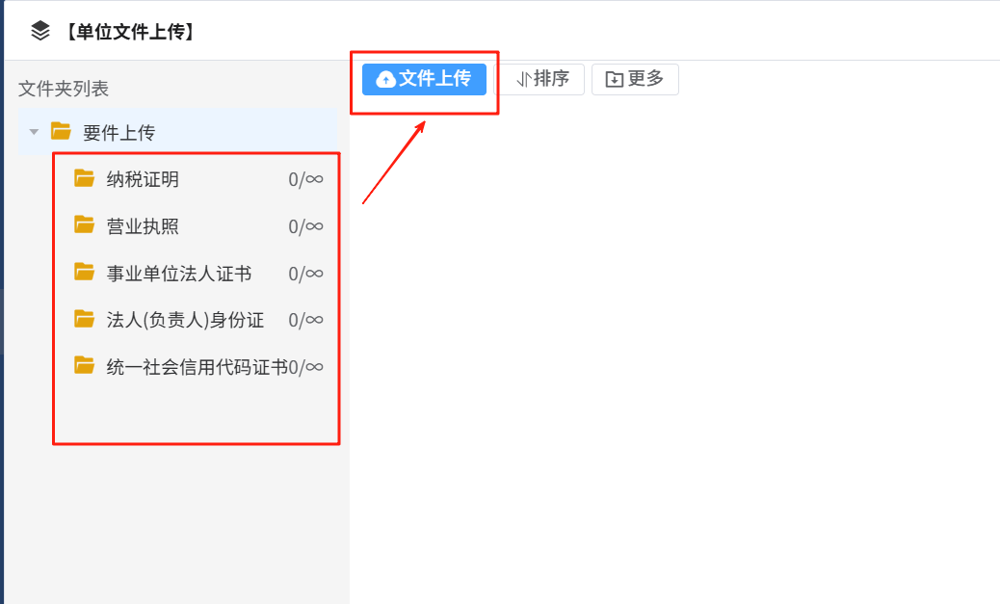 【单位文件上传】
文件夹列表
文件上传 排序 更多
要件上传
纳税证明 0/∞
营业执照 0/∞
事业单位法人证书 0/∞
法人(负责人)身份证 0/∞
统一社会信用代码证书0/∞